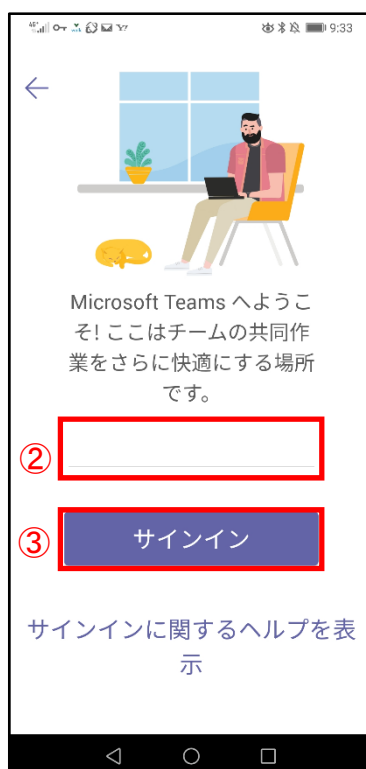 9:33
Microsoft Teams へようこ
そ! ここはチームの共同作
業をさらに快適にする場所
です。
②
③ サインイン
サインインに関するヘルプを表
示